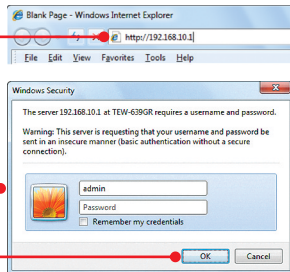 Blank Page - Windows Internet Explorer
http://192.168.10.1
File Edit View Favorites Tools Help
Windows Security
The server 192.168.10.1 at TEW-639GR requires a username and password.
Warning: This server is requesting that your username and password be
sent in an insecure manner (basic authentication without a secure
connection).
admin
Password
Remember my credentials
OK Cancel